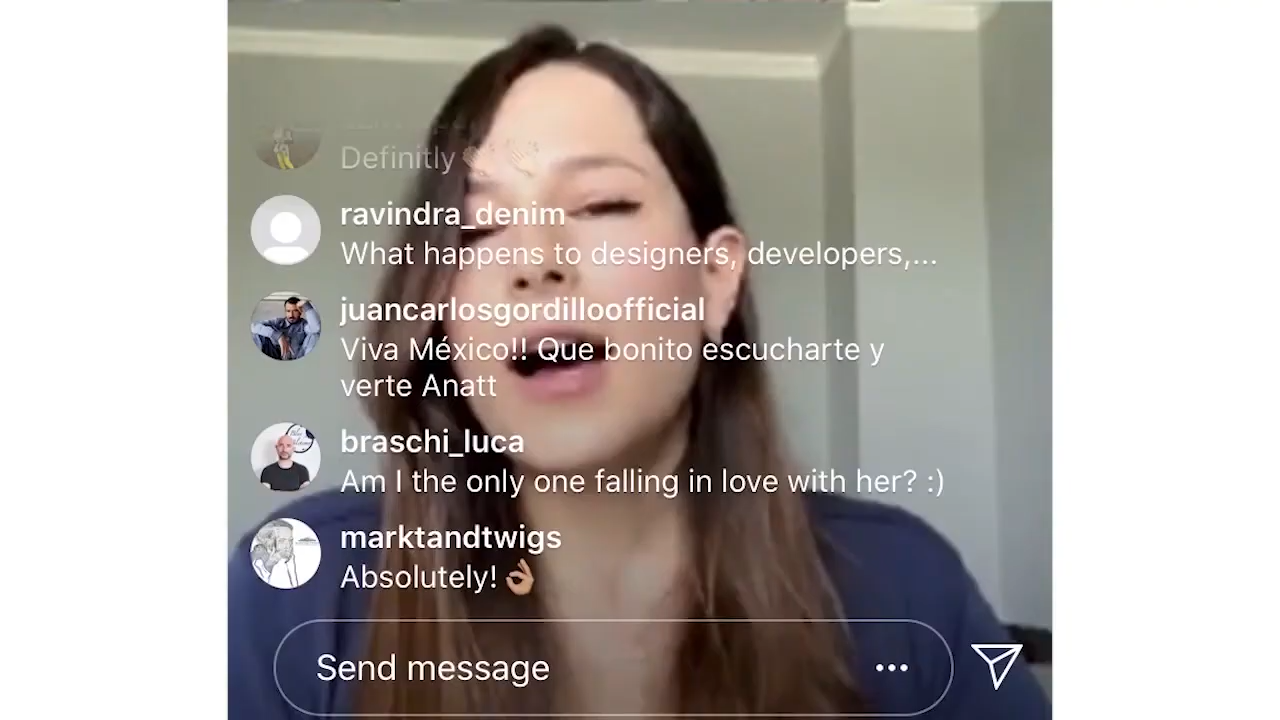 Definitly
ravindra_denim
What happens to designers, developers,...
juancarlosgordilloofficial
Viva México!! Que bonito escucharte y
verte Anatt
braschi_luca
Am I the only one falling in love with her? :)
marktandtwigs
Absolutely! 👌🏽
Send message